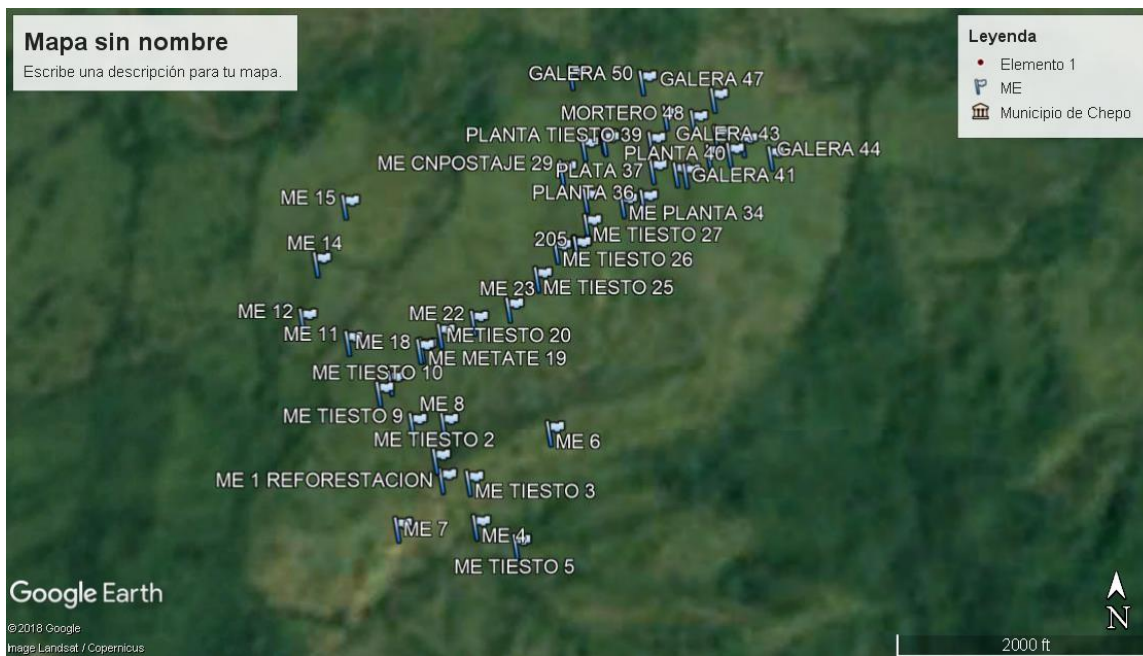 Mapa sin nombre
Escribe una descripción para tu mapa.
Leyenda
Elemento 1
ME
Municipio de Chepo
GALERA 50
GALERA 47
MORTERO 48
PLANTA TIESTO 39
GALERA 43
PLANTA 40
GALERA 44
ME CNPOSTAJE 29
PLATA 37
GALERA 41
PLANTA 36
ME PLANTA 34
ME 15
ME TIESTO 27
ME 14
205
ME TIESTO 26
ME 23
ME TIESTO 25
ME 12
ME 22
ME 11
ME 18
METIESTO 20
ME METATE 19
ME TIESTO 10
ME TIESTO 9
ME 8
ME TIESTO 2
ME 6
ME 1 REFORESTACION
ME TIESTO 3
ME 7
ME 4
ME TIESTO 5
Google Earth
©2018 Google
Image Landsat / Copernicus
N
2000 ft